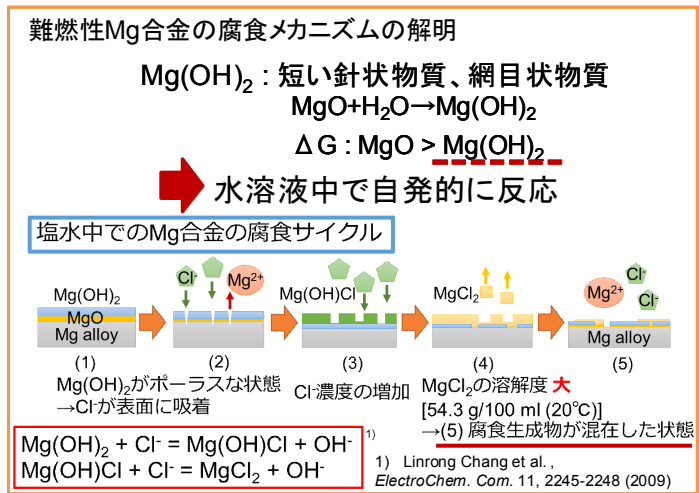 難燃性Mg合金の腐食メカニズムの解明
Mg(OH)₂ : 短い針状物質、網目状物質
MgO+H₂O→Mg(OH)₂
ΔG : MgO > Mg(OH)₂
水溶液中で自発的に反応
塩水中でのMg合金の腐食サイクル
Mg(OH)₂
MgO
Mg alloy
(1)
Cl⁻
Mg²⁺
(2)
Mg(OH)₂がポーラスな状態
→Cl⁻が表面に吸着
Mg(OH)Cl
(3)
Cl⁻濃度の増加
MgCl₂
(4)
MgCl₂の溶解度 大
[54.3 g/100 ml (20℃)]
→(5) 腐食生成物が混在した状態
Cl⁻
Mg²⁺
Cl⁻
Mg alloy
(5)
Mg(OH)₂ + Cl⁻ = Mg(OH)Cl + OH⁻ ¹⁾
Mg(OH)Cl + Cl⁻ = MgCl₂ + OH⁻
1) Linrong Chang et al. ,
ElectroChem. Com. 11, 2245-2248 (2009)